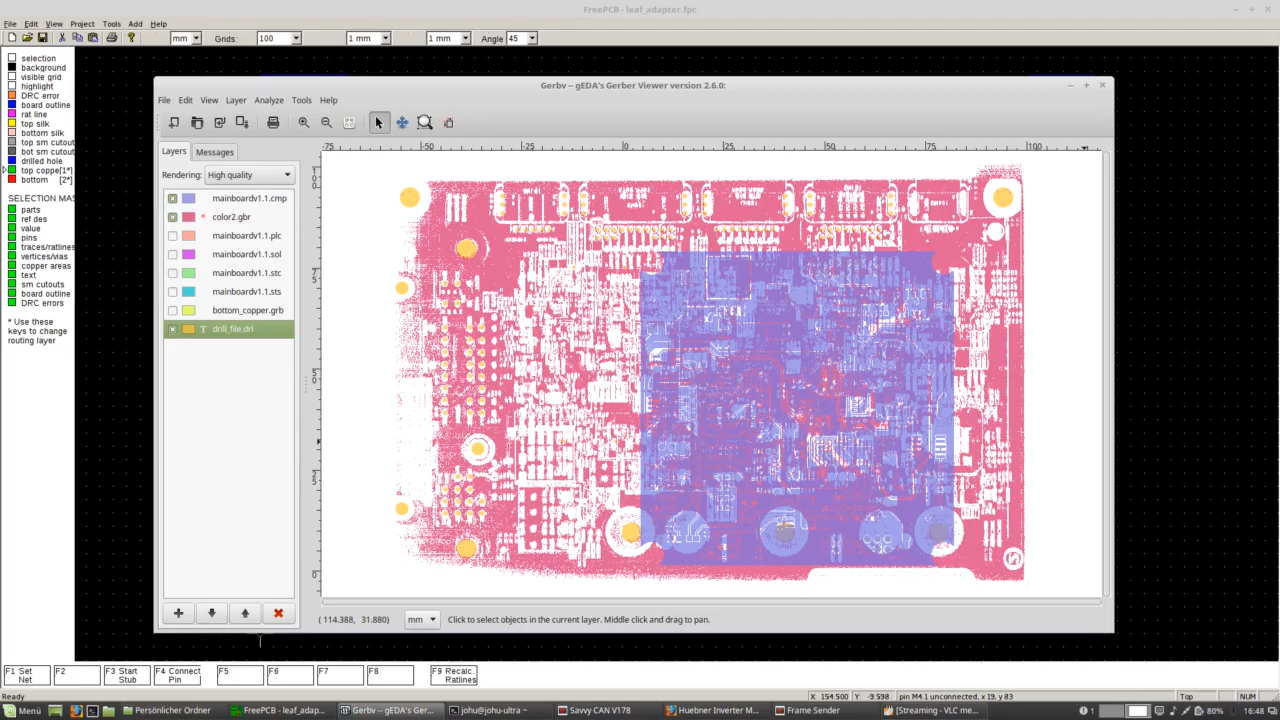 FreePCB - leaf_adapter.fpc
File Edit View Project Tools Add Help
mm Grids: 100 1 mm 1 mm Angle 45
selection
background
visible grid
highlight
DRC error
board outline
rat line
top silk
bottom silk
top sm cutout
bot sm cutout
drilled hole
top coppe[1*]
bottom [2*]
SELECTION MAS
parts
ref des
value
pins
traces/ratlines
vertices/vias
copper areas
text
sm cutouts
board outline
DRC errors
* Use these
keys to change
routing layer
Gerbv -- gEDA's Gerber Viewer version 2.6.0:
File Edit View Layer Analyze Tools Help
Layers Messages
Rendering: High quality
mainboardv1.1.cmp
* color2.gbr
mainboardv1.1.plc
mainboardv1.1.sol
mainboardv1.1.stc
mainboardv1.1.sts
bottom_copper.grb
T drill_file.drl
-75 -50 -25 0 25 50 75 100
( 114.388, 31.880) mm Click to select objects in the current layer. Middle click and drag to pan.
F1 Set Net F2 F3 Start Stub F4 Connect Pin F5 F6 F7 F8 F9 Recalc. Ratlines
Ready X: 154.500 Y: -9.598 pin M4.1 unconnected, x 19, y 83 Top NUM
Menü Persönlicher Ordner FreePCB - leaf_adap... Gerbv -- gEDA's Ger... johu@johu-ultra ~ Savvy CAN V178 Huebner Inverter M... Frame Sender [Streaming - VLC me... 1 80% 16:48